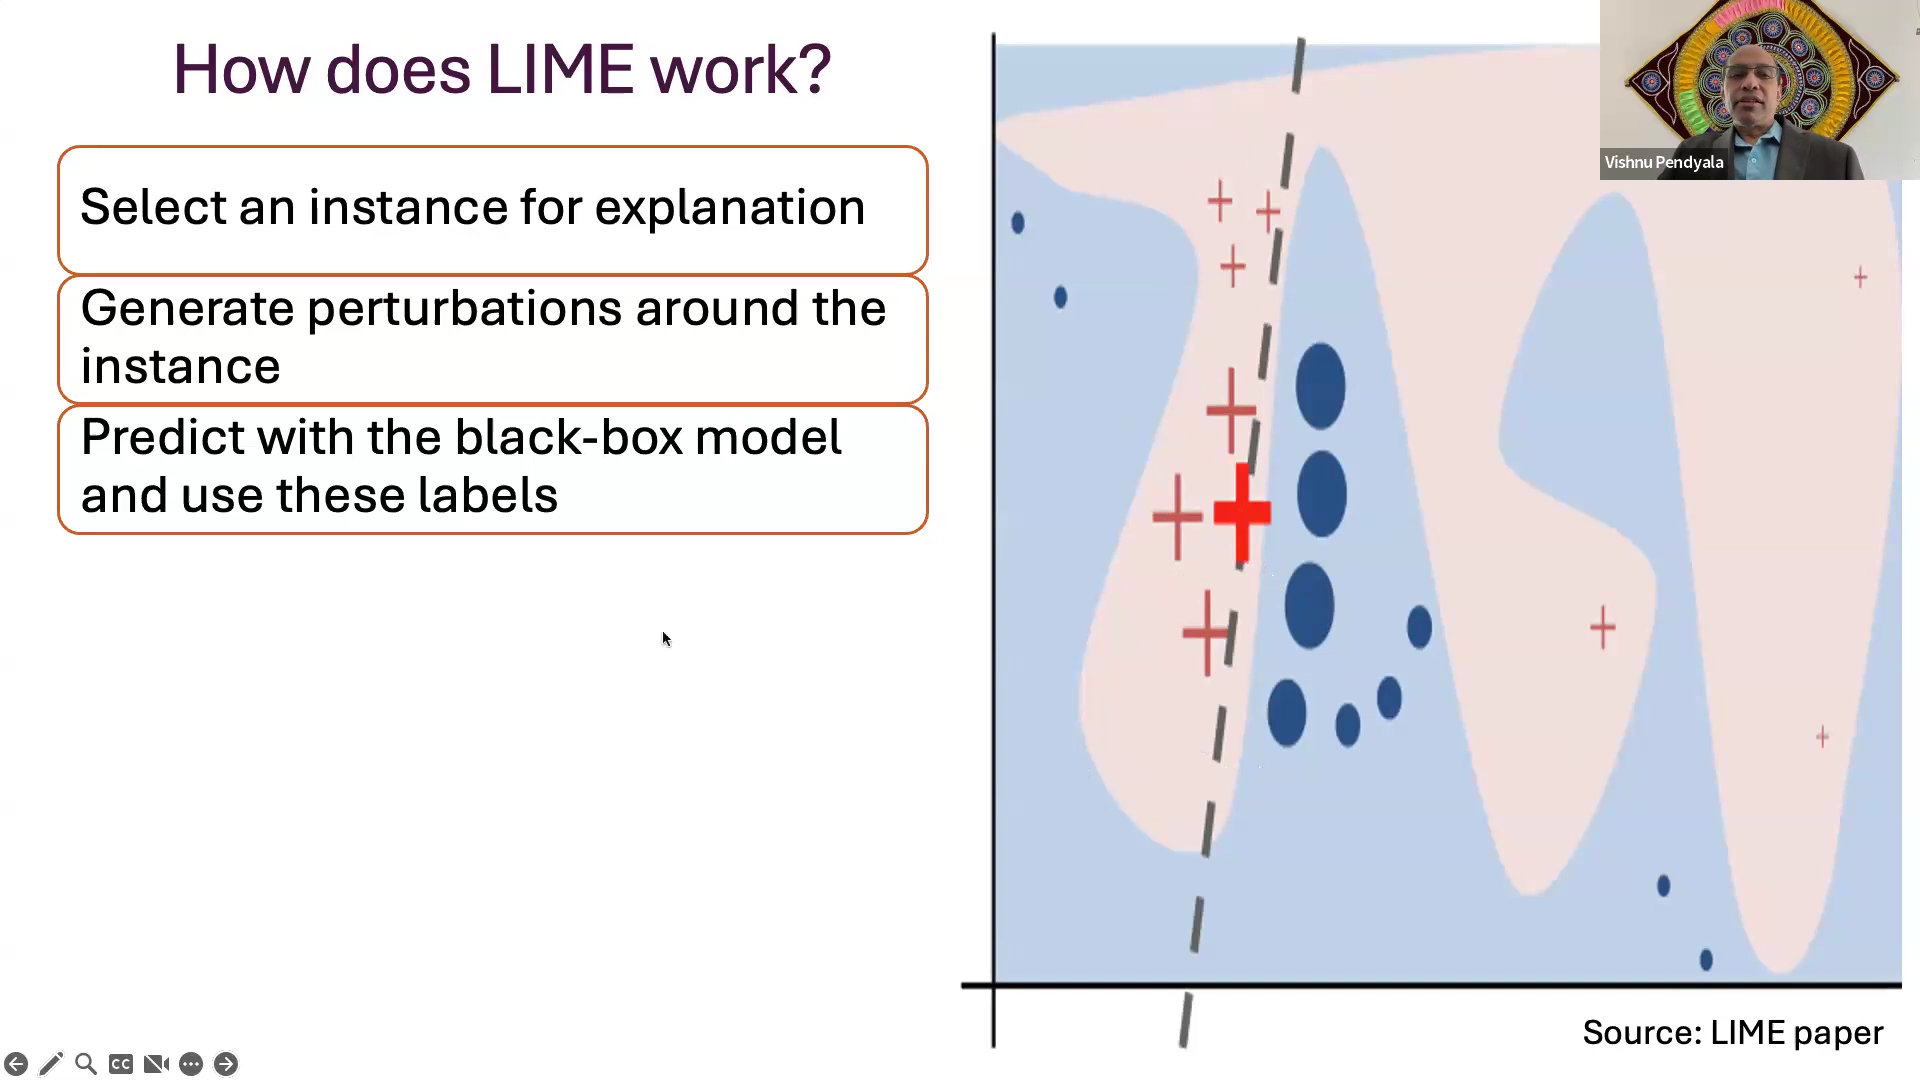 How does LIME work?
Select an instance for explanation
Generate perturbations around the
instance
Predict with the black-box model
and use these labels
Vishnu Pendyala
Source: LIME paper
CC